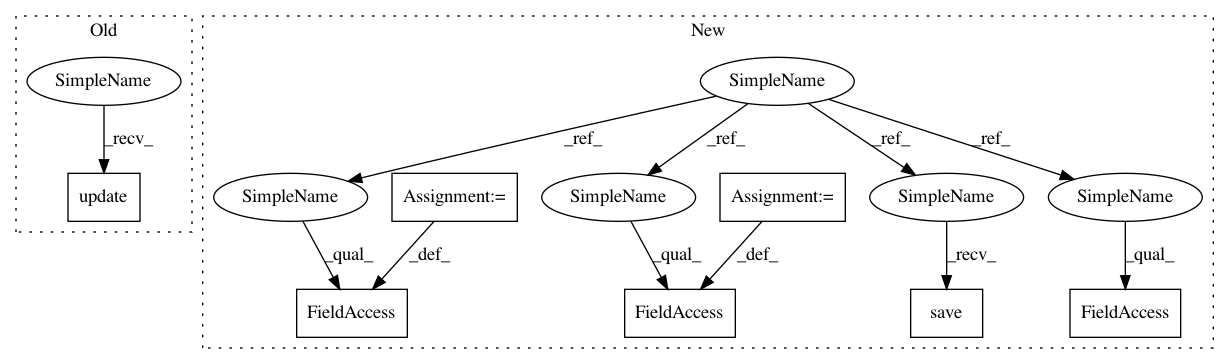 Old
New
SimpleName
SimpleName
_recv_
_ref_
_ref_
_ref_
_ref_
update
SimpleName
Assignment:=
SimpleName
Assignment:=
SimpleName
SimpleName
_qual_
_def_
_qual_
_def_
_recv_
_qual_
FieldAccess
FieldAccess
save
FieldAccess